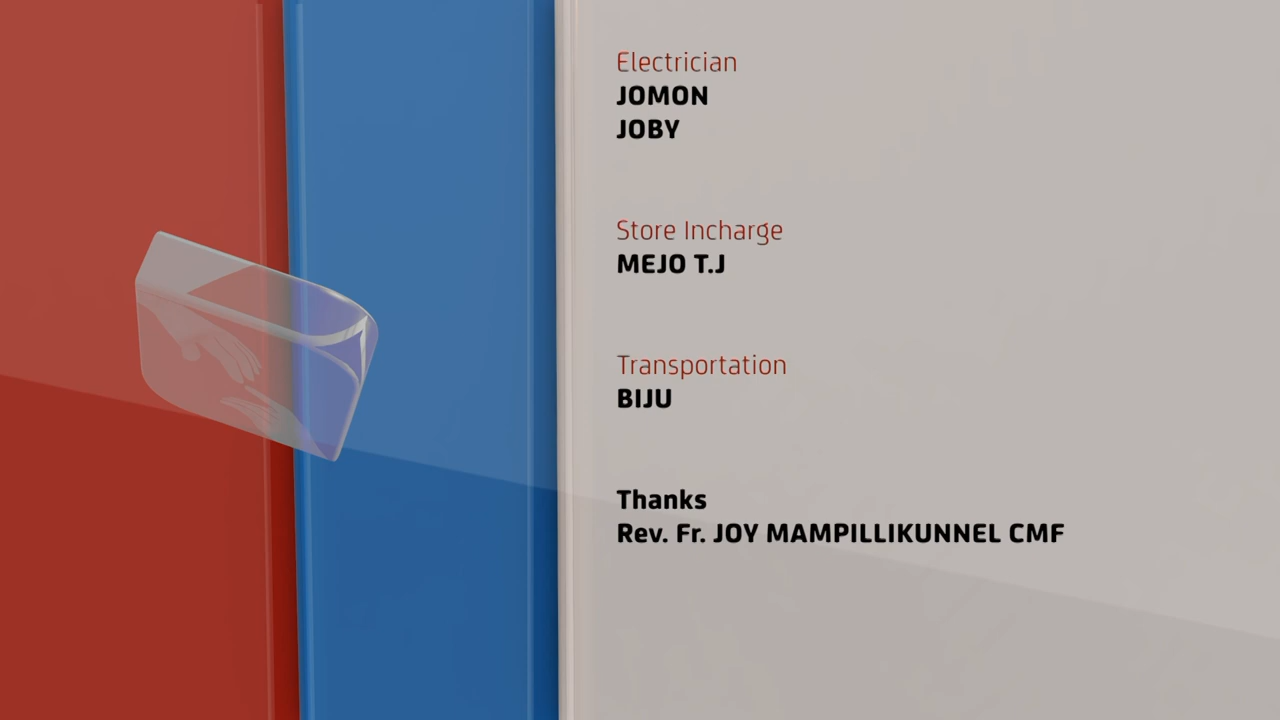 Electrician
JOMON
JOBY
Store Incharge
MEJO T.J
Transportation
BIJU
Thanks
Rev. Fr. JOY MAMPILLIKUNNEL CMF